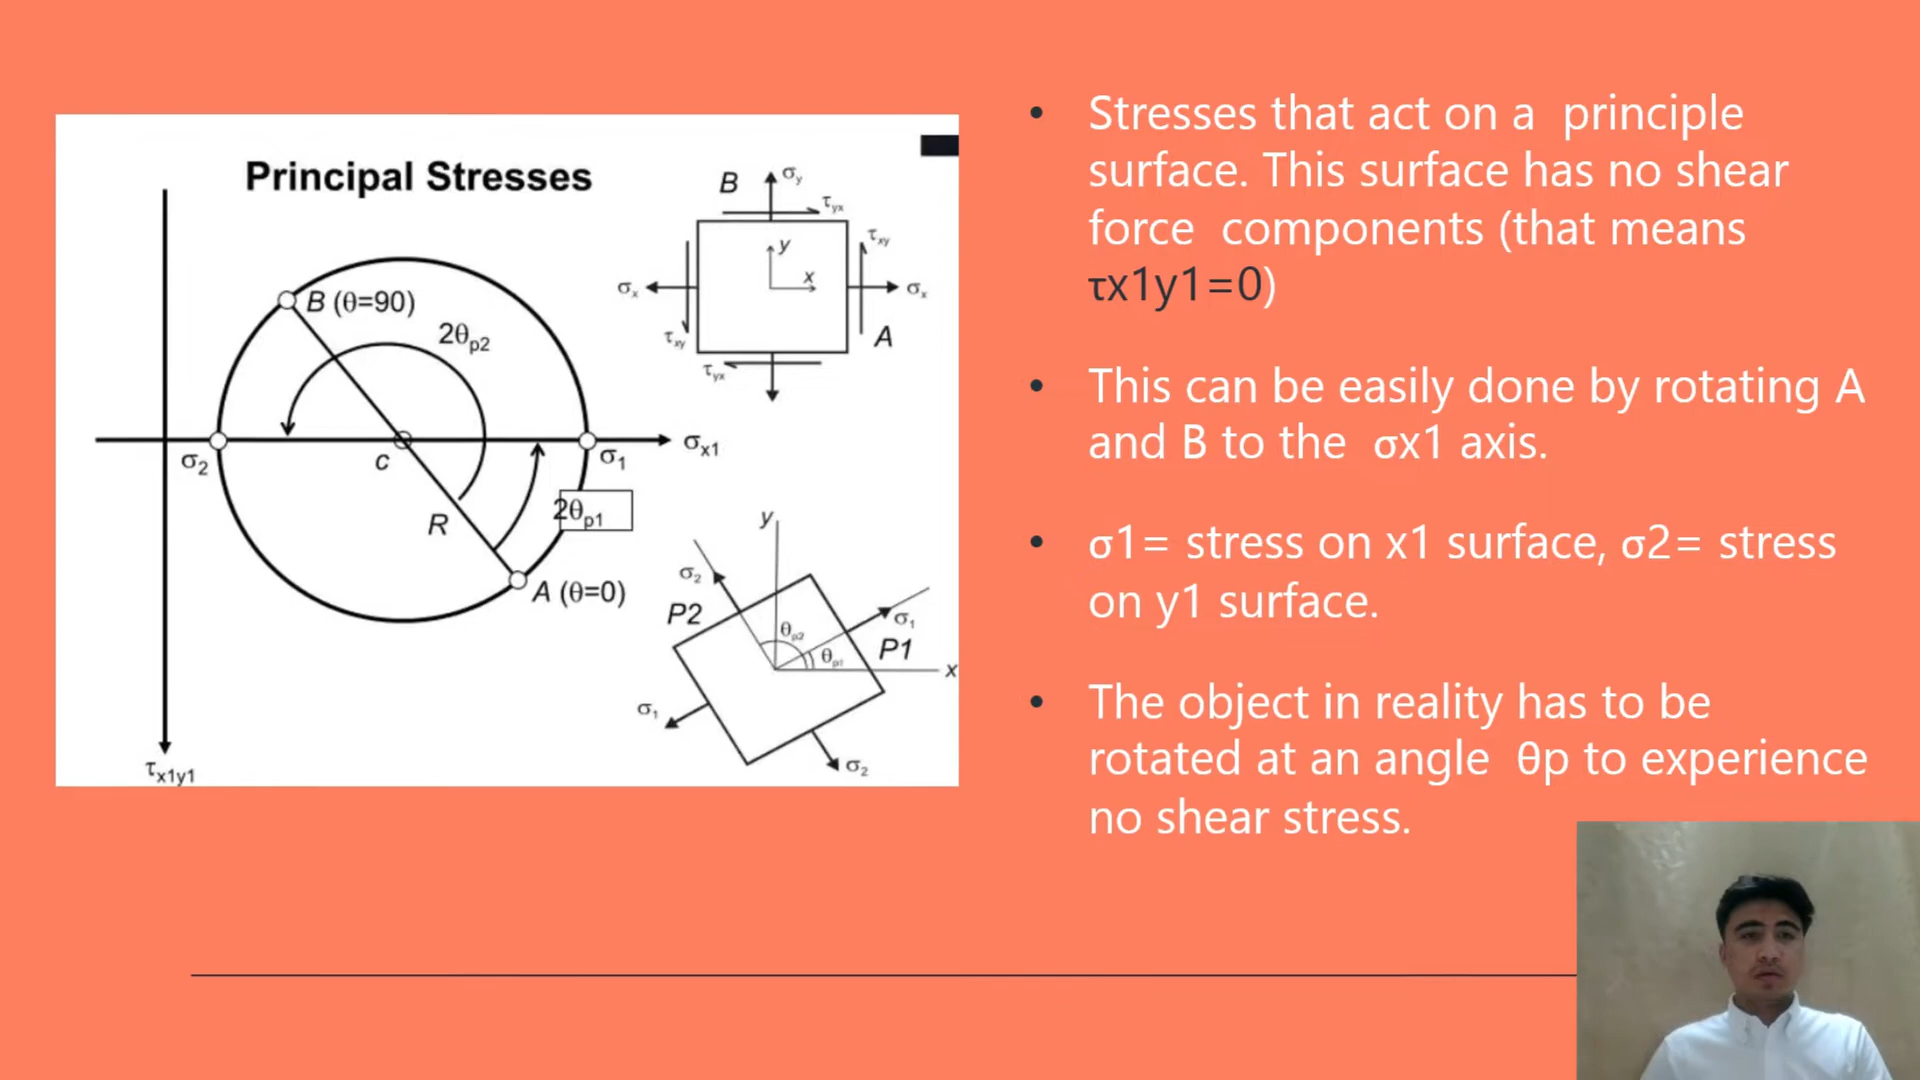 Principal Stresses
B
σy
τyx
τxy
y
x
σx
σx
τxy
A
τyx
B (θ=90)
2θp2
σx1
σ2
c
σ1
2θp1
R
A (θ=0)
τx1y1
y
σ2
P2
θp2
σ1
P1
θp1
x
σ1
σ2
• Stresses that act on a principle
surface. This surface has no shear
force components (that means
τx1y1=0)
• This can be easily done by rotating A
and B to the σx1 axis.
• σ1= stress on x1 surface, σ2= stress
on y1 surface.
• The object in reality has to be
rotated at an angle θp to experience
no shear stress.